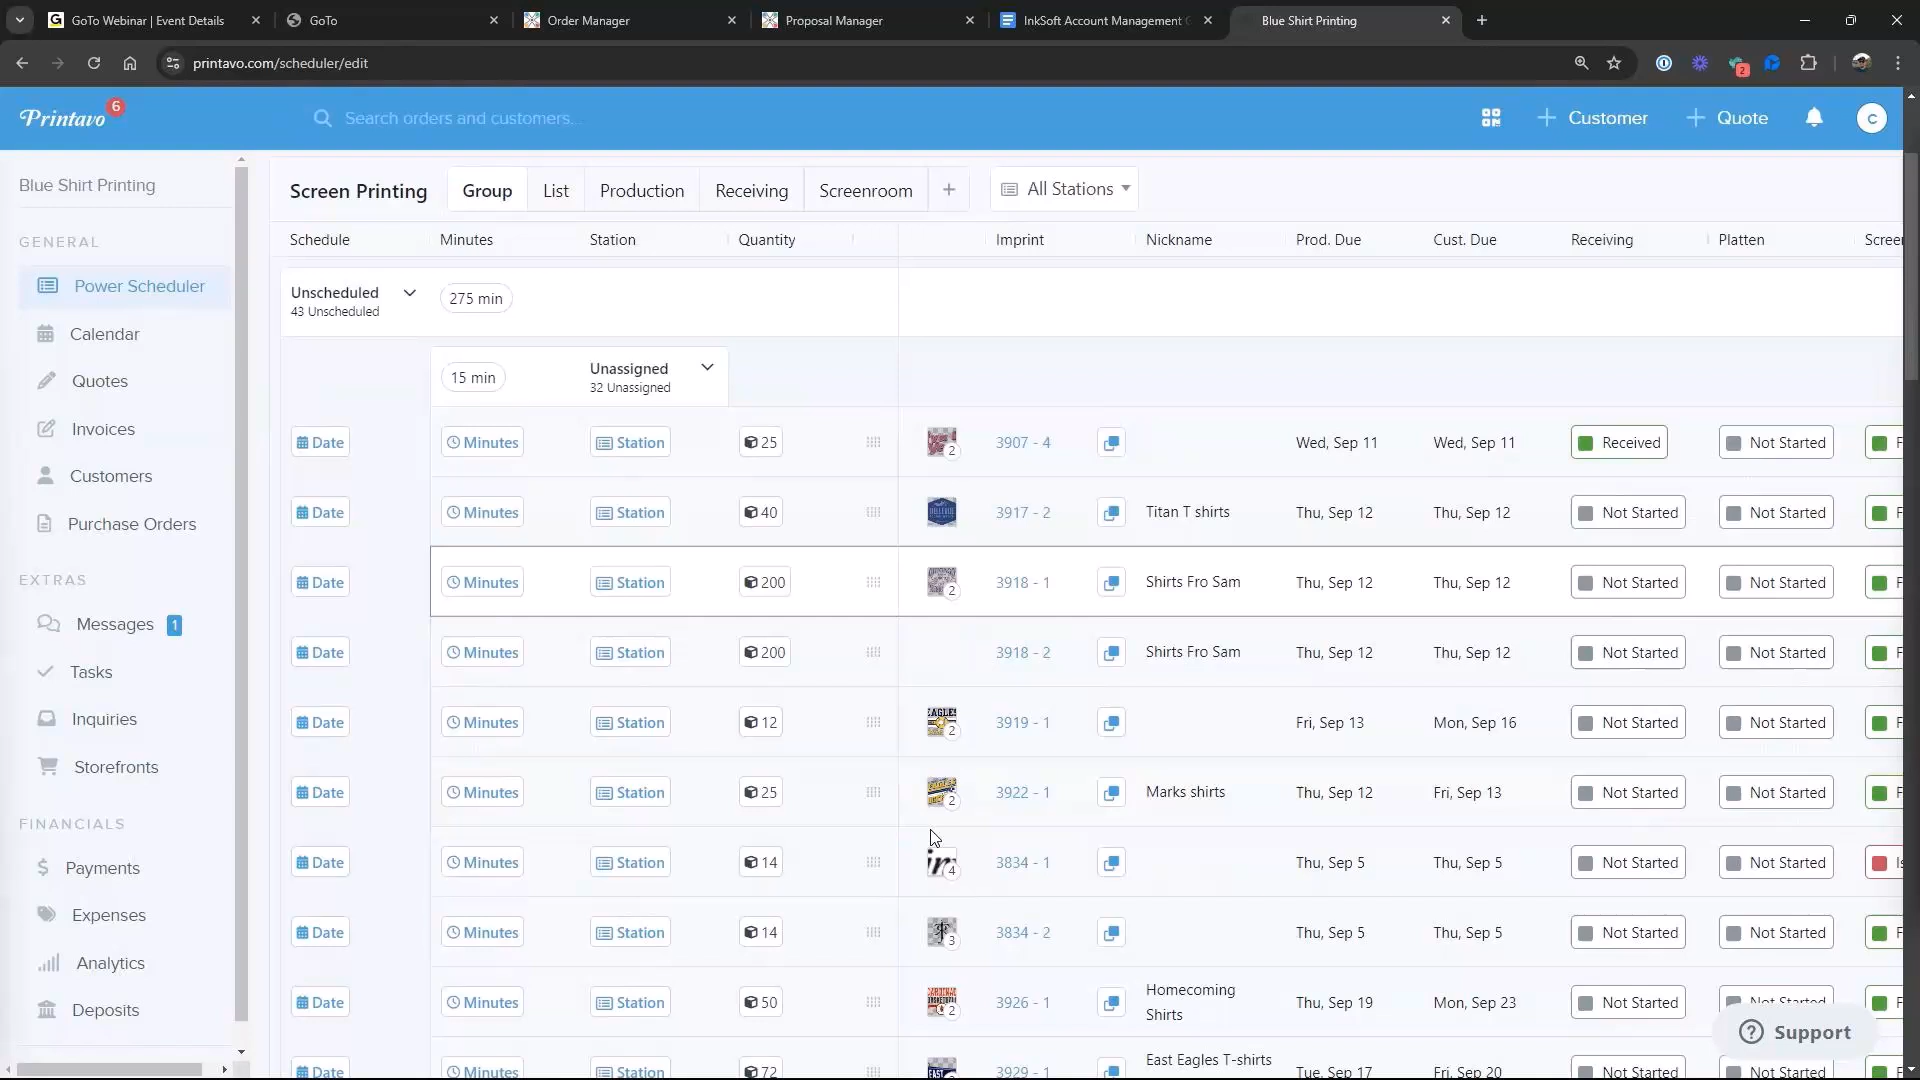 GoTo Webinar | Event Details
GoTo
Order Manager
Proposal Manager
InkSoft Account Management
Blue Shirt Printing
printavo.com/scheduler/edit
2
Printavo
6
Search orders and customers...
Customer
Quote
C
Blue Shirt Printing
GENERAL
Power Scheduler
Calendar
Quotes
Invoices
Customers
Purchase Orders
EXTRAS
Messages 1
Tasks
Inquiries
Storefronts
FINANCIALS
Payments
Expenses
Analytics
Deposits
Screen Printing Group List Production Receiving Screenroom + All Stations
Schedule Minutes Station Quantity Imprint Nickname Prod. Due Cust. Due Receiving Platten Screen
Unscheduled
43 Unscheduled
275 min
15 min
Unassigned
32 Unassigned
Date Minutes Station 25 2 3907 - 4 Wed, Sep 11 Wed, Sep 11 Received Not Started F
Date Minutes Station 40 3917 - 2 Titan T shirts Thu, Sep 12 Thu, Sep 12 Not Started Not Started F
Date Minutes Station 200 2 3918 - 1 Shirts Fro Sam Thu, Sep 12 Thu, Sep 12 Not Started Not Started F
Date Minutes Station 200 3918 - 2 Shirts Fro Sam Thu, Sep 12 Thu, Sep 12 Not Started Not Started F
Date Minutes Station 12 EAGLES 2 3919 - 1 Fri, Sep 13 Mon, Sep 16 Not Started Not Started F
Date Minutes Station 25 2 3922 - 1 Marks shirts Thu, Sep 12 Fri, Sep 13 Not Started Not Started F
Date Minutes Station 14 4 3834 - 1 Thu, Sep 5 Thu, Sep 5 Not Started Not Started Is
Date Minutes Station 14 3 3834 - 2 Thu, Sep 5 Thu, Sep 5 Not Started Not Started F
Date Minutes Station 50 2 3926 - 1 Homecoming Shirts Thu, Sep 19 Mon, Sep 23 Not Started Not Started F
Date Minutes Station 72 EAST 3929 - 1 East Eagles T-shirts Tue, Sep 17 Fri, Sep 20 Not Started Not Started F
Support